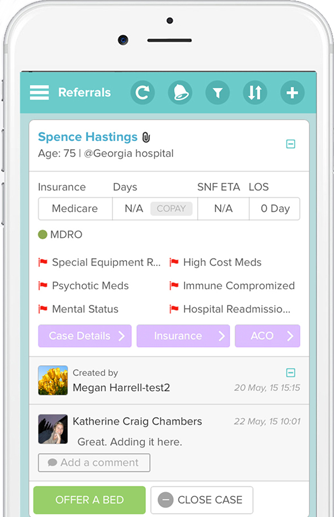 Referrals
Spence Hastings
Age: 75 | @Georgia hospital
Insurance Days SNF ETA LOS
Medicare N/A COPAY N/A 0 Day
MDRO
Special Equipment R... High Cost Meds
Psychotic Meds Immune Compromized
Mental Status Hospital Readmissio...
Case Details Insurance ACO
Created by
Megan Harrell-test2 20 May, 15 15:15
Katherine Craig Chambers 22 May, 15 10:01
Great. Adding it here.
Add a comment
OFFER A BED CLOSE CASE